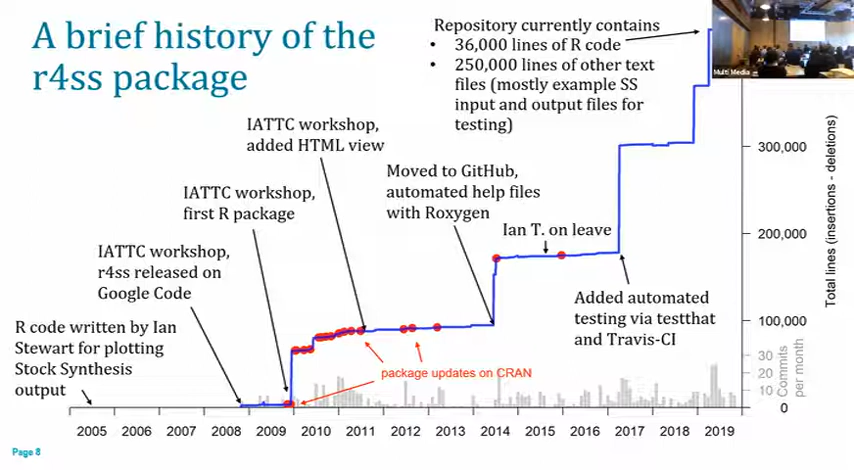 A brief history of the
r4ss package
Repository currently contains
• 36,000 lines of R code
• 250,000 lines of other text
files (mostly example SS
input and output files for
testing)
Multi Media
IATTC workshop,
added HTML view
Moved to GitHub,
automated help files
with Roxygen
IATTC workshop,
first R package
Ian T. on leave
IATTC workshop,
r4ss released on
Google Code
Added automated
testing via testthat
and Travis-CI
R code written by Ian
Stewart for plotting
Stock Synthesis
output
package updates on CRAN
300,000
200,000
100,000
30
20
10
0
Total lines (insertions - deletions)
Commits
per month
2005 2006 2007 2008 2009 2010 2011 2012 2013 2014 2015 2016 2017 2018 2019
Page 8